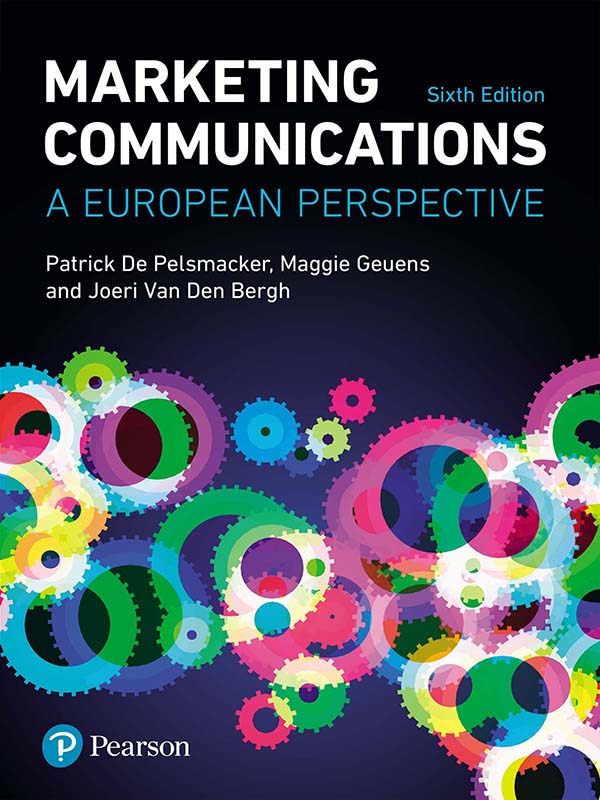 MARKETING
Sixth Edition
COMMUNICATIONS
A EUROPEAN PERSPECTIVE
Patrick De Pelsmacker, Maggie Geuens
and Joeri Van Den Bergh
Pearson